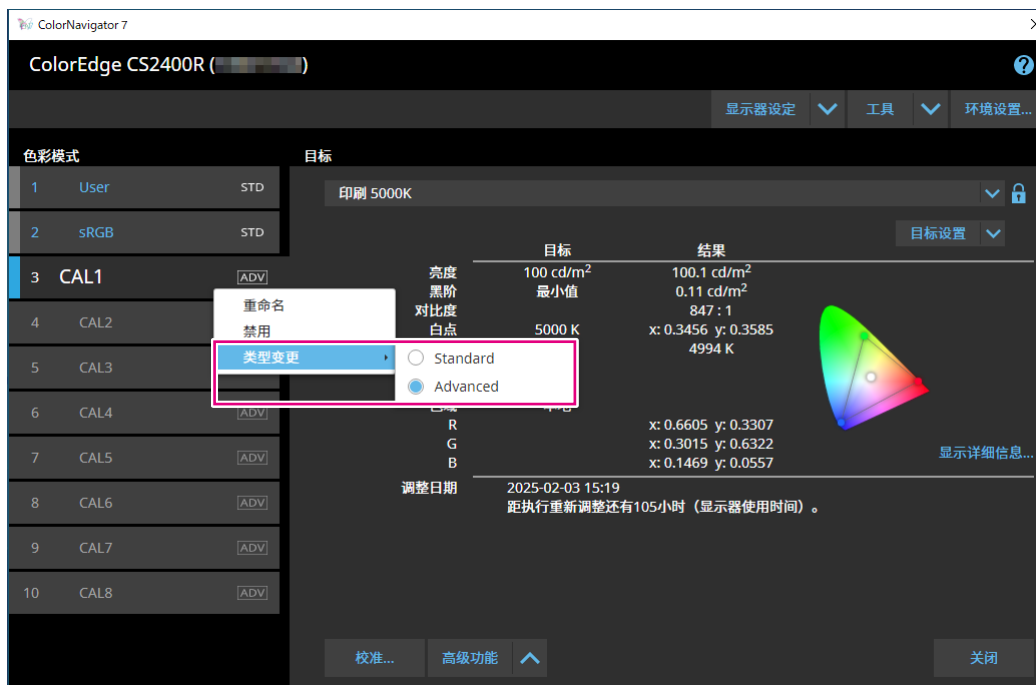 ColorNavigator 7
ColorEdge CS2400R ( )
显示器设定 工具 环境设置...
色彩模式
1 User STD
2 sRGB STD
3 CAL1 ADV
4 CAL2
5 CAL3
6 CAL4 ADV
7 CAL5 ADV
8 CAL6 ADV
9 CAL7 ADV
10 CAL8 ADV
重命名
禁用
类型变更
Standard
Advanced
目标
印刷 5000K
目标设置
目标 结果
亮度 100 cd/m² 100.1 cd/m²
黑阶 最小值 0.11 cd/m²
对比度 847 : 1
白点 5000 K x: 0.3456 y: 0.3585
4994 K
R x: 0.6605 y: 0.3307
G x: 0.3015 y: 0.6322
B x: 0.1469 y: 0.0557
显示详细信息...
调整日期 2025-02-03 15:19
距执行重新调整还有105小时（显示器使用时间）。
校准... 高级功能 关闭